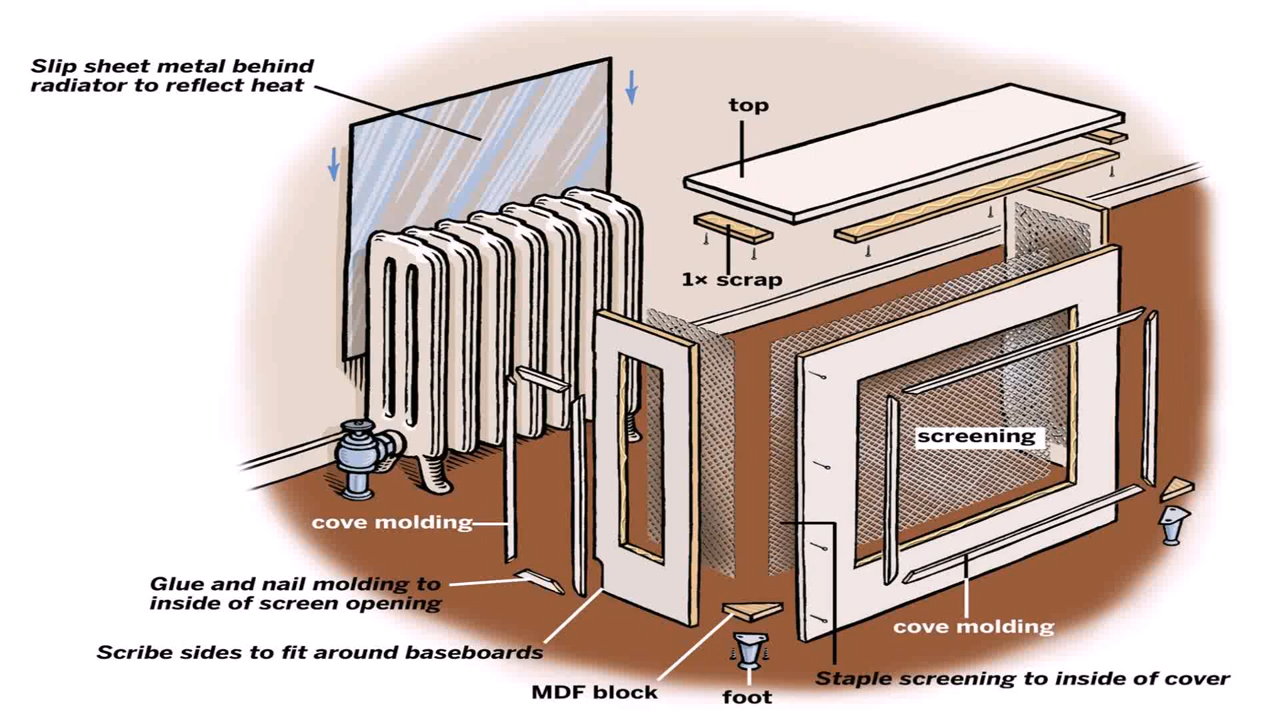 Slip sheet metal behind
radiator to reflect heat
top
1× scrap
screening
cove molding
Glue and nail molding to
inside of screen opening
cove molding
Scribe sides to fit around baseboards
Staple screening to inside of cover
MDF block
foot